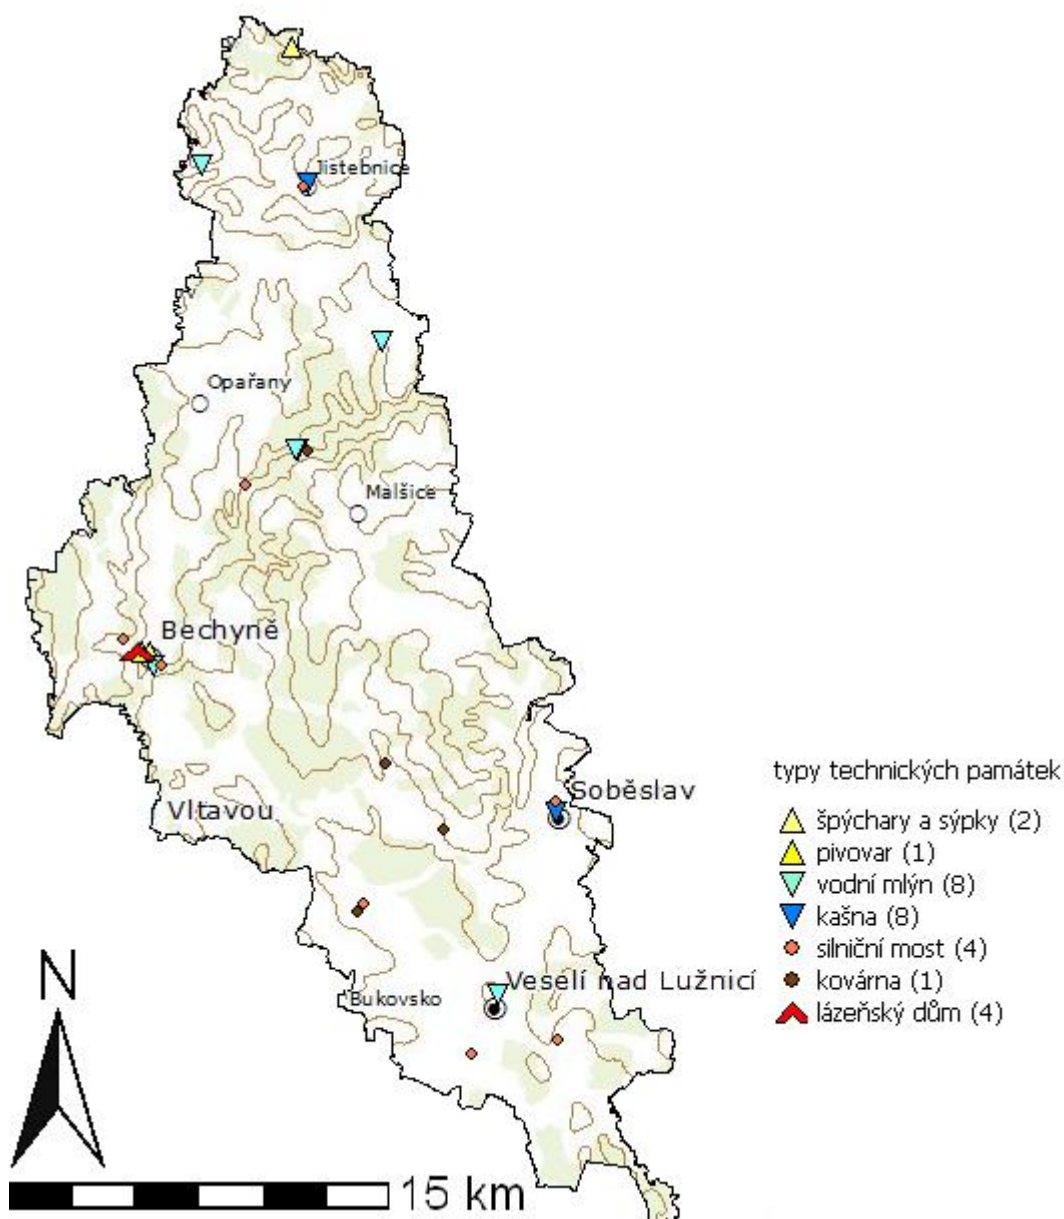 Jistebnice
Opařany
Malšice
Bechyně
Soběslav
Vltavou
Veselí nad Lužnicí
Bukovsko
typy technických památek
špýchary a sýpky (2)
pivovar (1)
vodní mlýn (8)
kašna (8)
silniční most (4)
kovárna (1)
lázeňský dům (4)
N
15 km